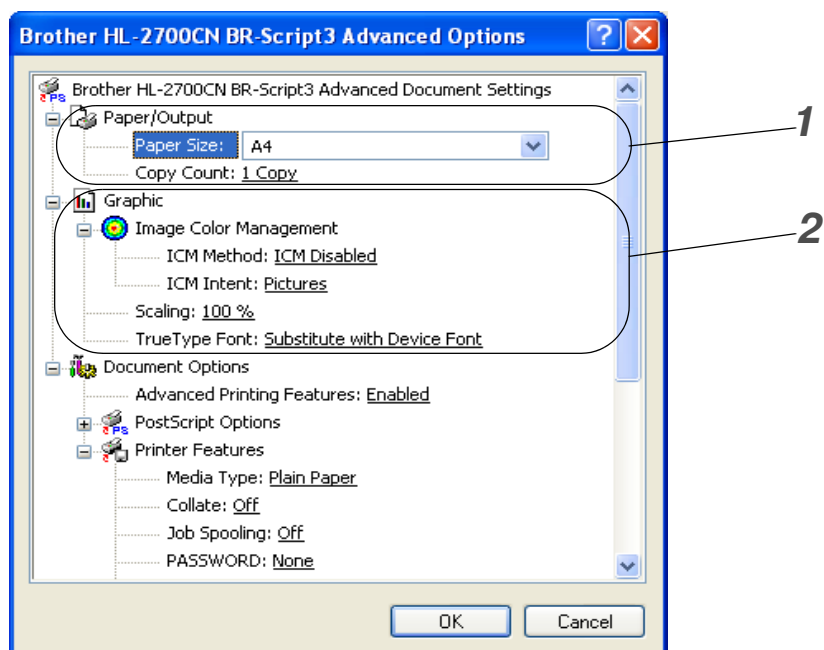 Brother HL-2700CN BR-Script3 Advanced Options
Brother HL-2700CN BR-Script3 Advanced Document Settings
Paper/Output
Paper Size: A4
Copy Count: 1 Copy
1
Graphic
Image Color Management
ICM Method: ICM Disabled
ICM Intent: Pictures
Scaling: 100 %
TrueType Font: Substitute with Device Font
2
Document Options
Advanced Printing Features: Enabled
PS PostScript Options
Printer Features
Media Type: Plain Paper
Collate: Off
Job Spooling: Off
PASSWORD: None
OK Cancel